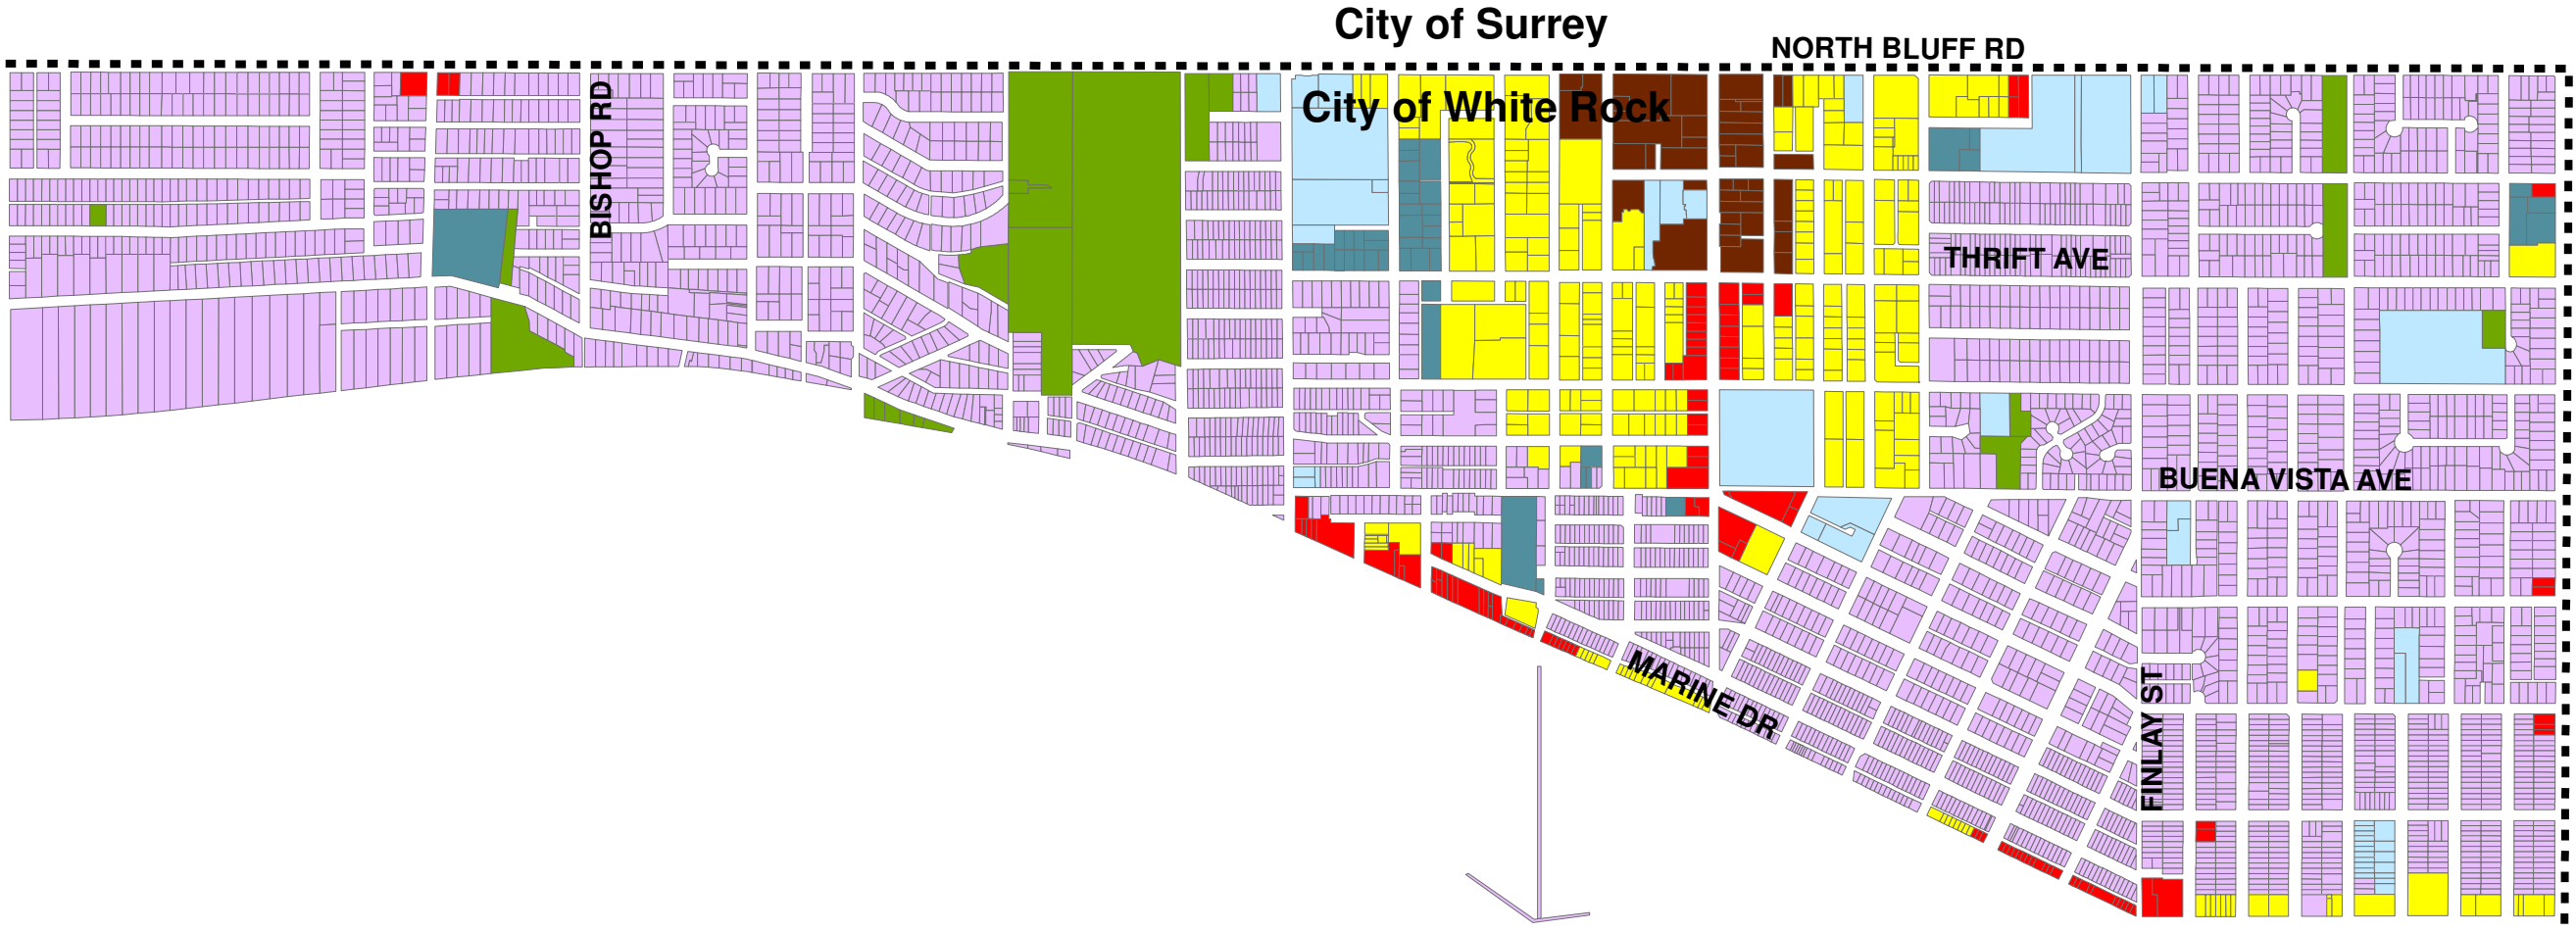 City of Surrey
NORTH BLUFF RD
City of White Rock
BISHOP RD
THRIFT AVE
BUENA VISTA AVE
MARINE DR
FINLAY ST